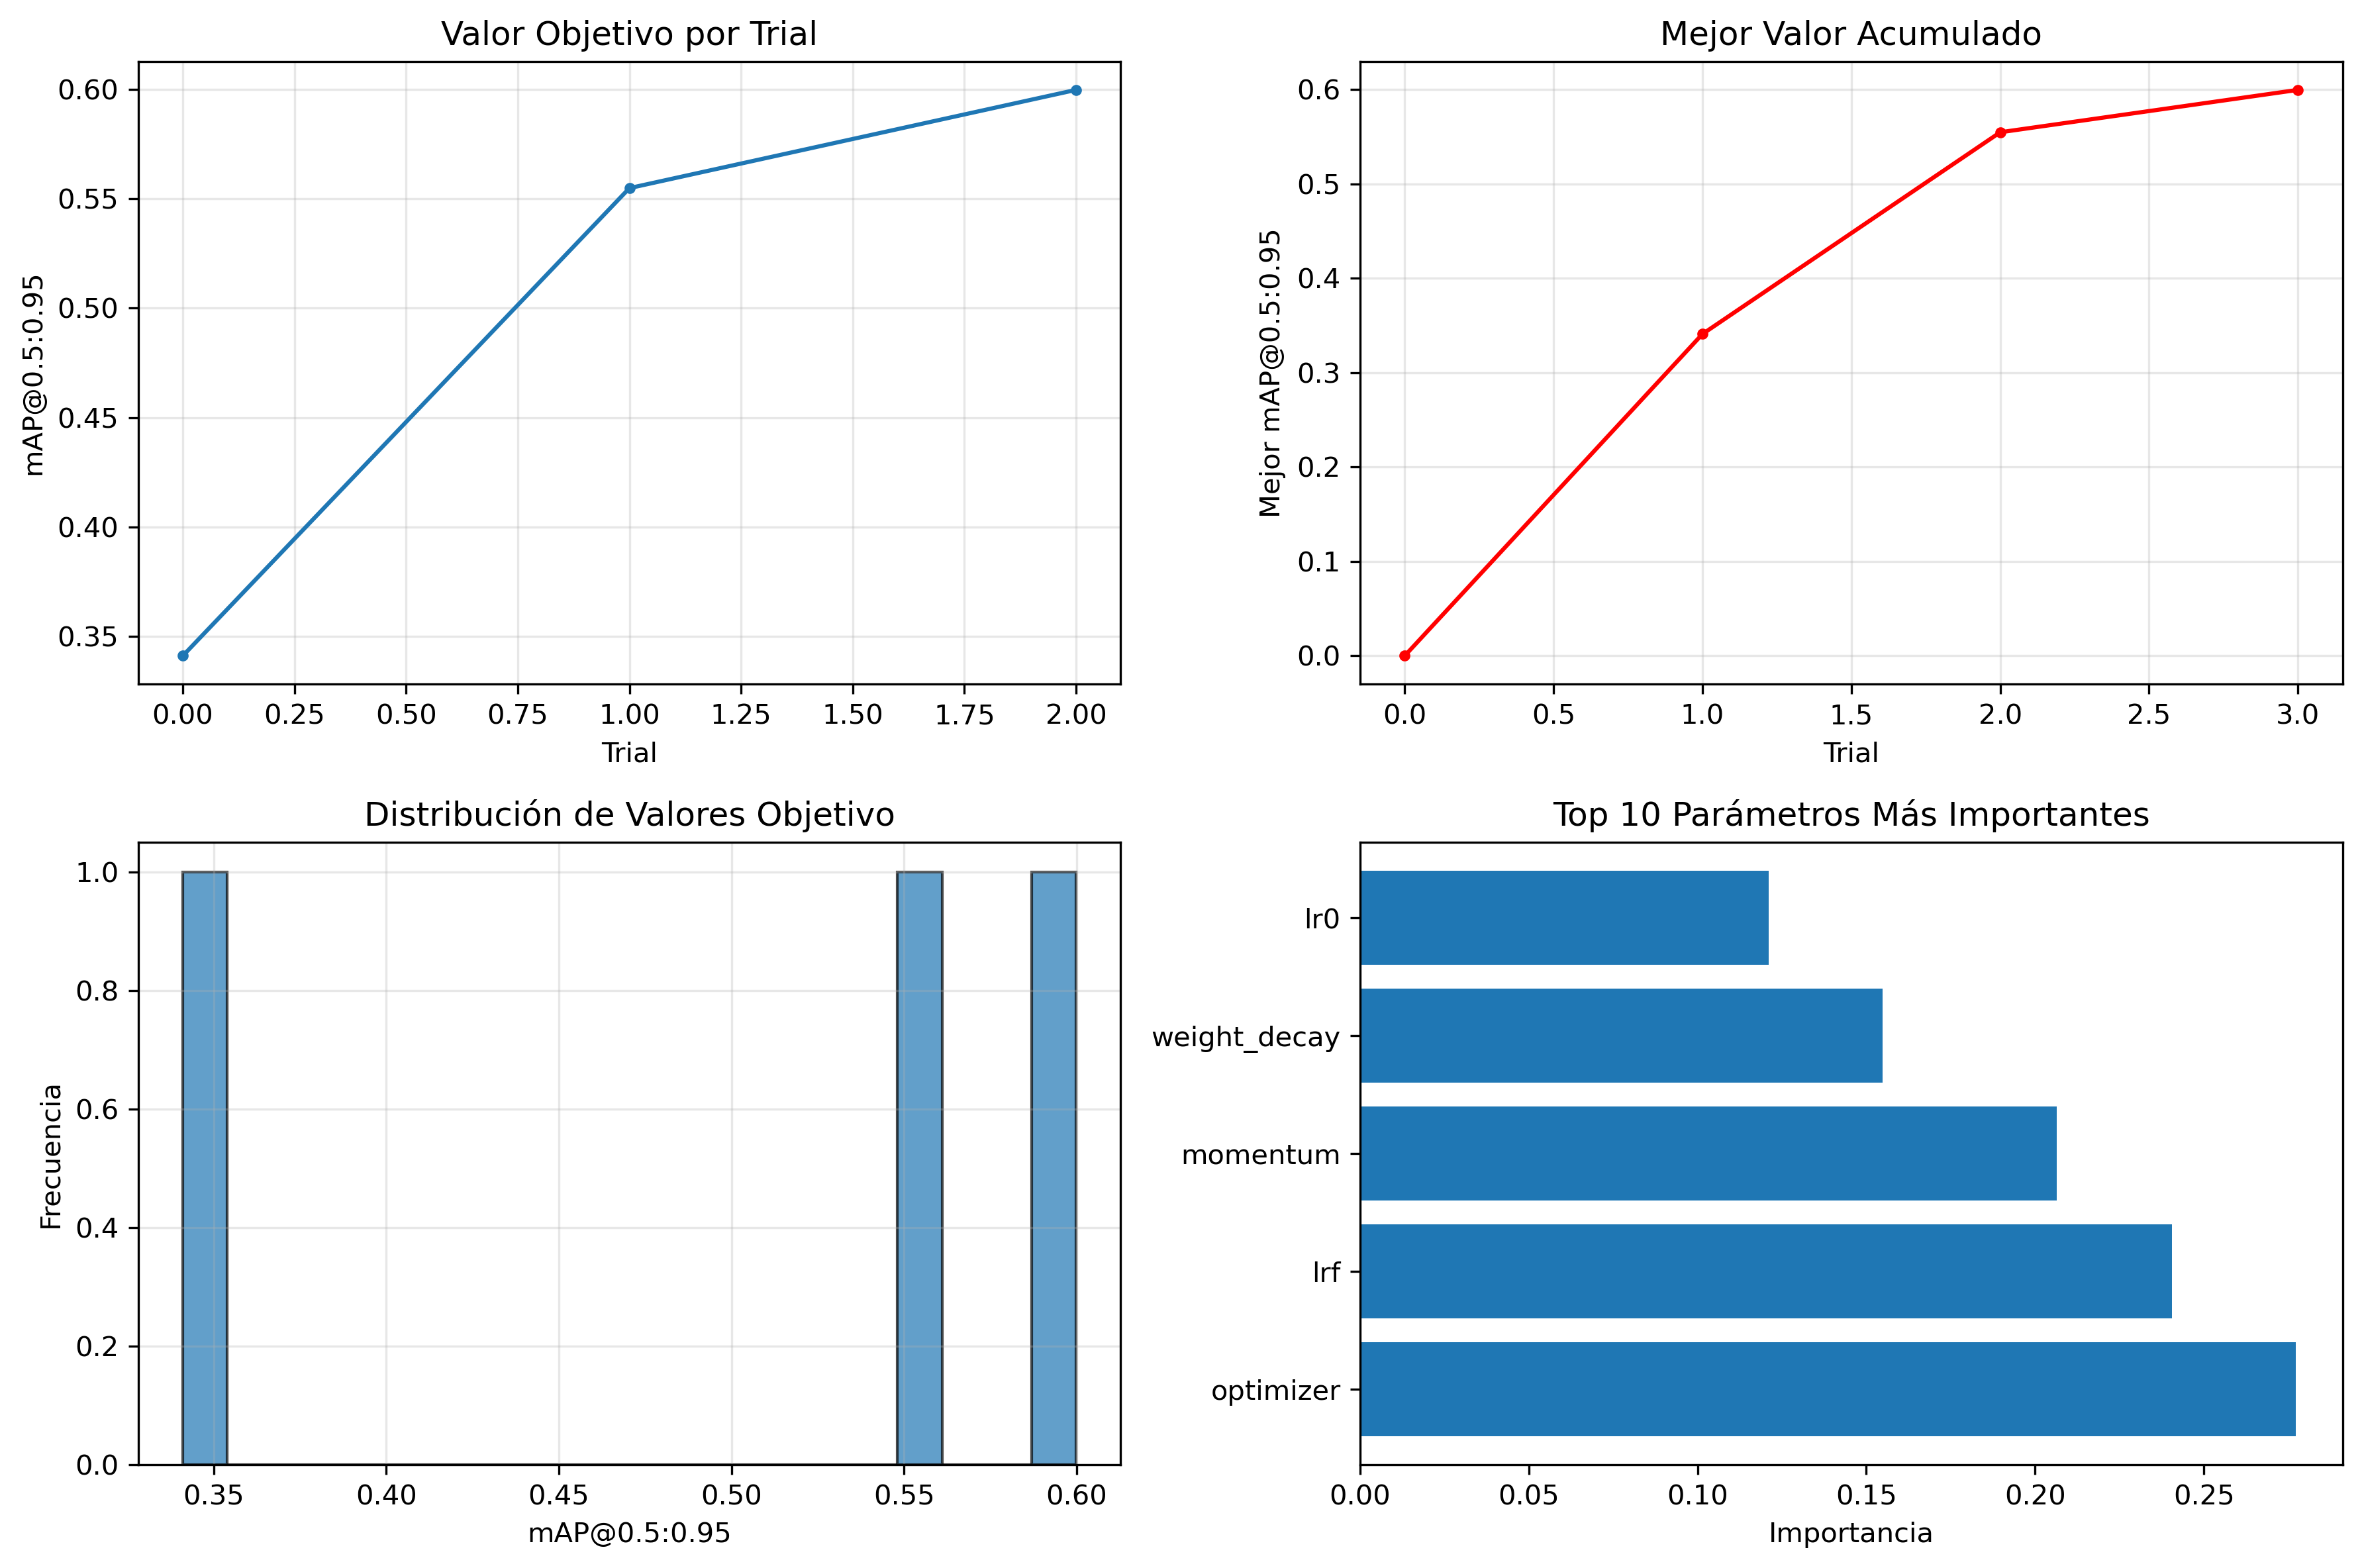 Valor Objetivo por Trial
0.60
0.55
0.50
0.45
0.40
0.35
mAP@0.5:0.95
0.00 0.25 0.50 0.75 1.00 1.25 1.50 1.75 2.00
Trial
Mejor Valor Acumulado
0.6
0.5
0.4
0.3
0.2
0.1
0.0
Mejor mAP@0.5:0.95
0.0 0.5 1.0 1.5 2.0 2.5 3.0
Trial
Distribución de Valores Objetivo
1.0
0.8
0.6
0.4
0.2
0.0
Frecuencia
0.35 0.40 0.45 0.50 0.55 0.60
mAP@0.5:0.95
Top 10 Parámetros Más Importantes
lr0
weight_decay
momentum
lrf
optimizer
0.00 0.05 0.10 0.15 0.20 0.25
Importancia